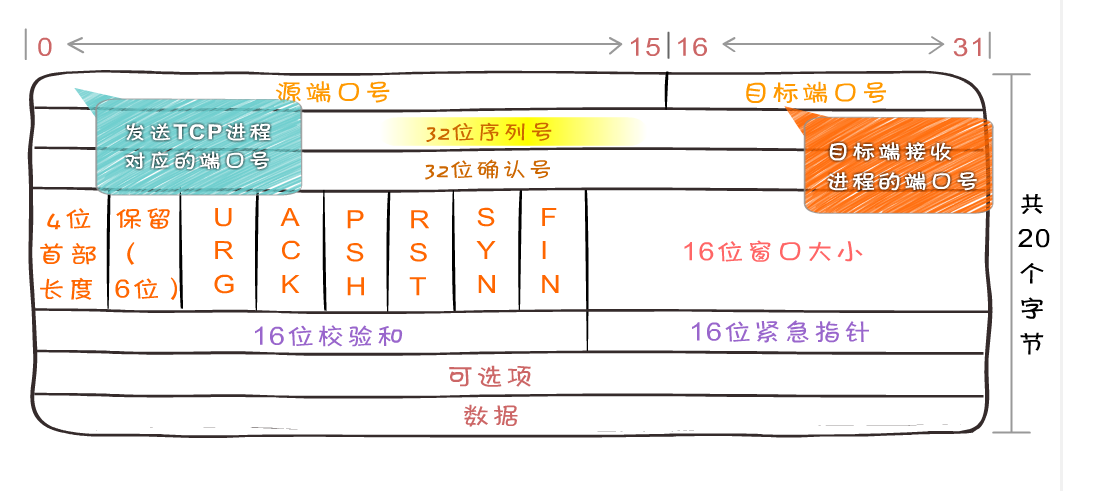 0 15 16 31
源端口号 目标端口号
发送TCP进程
对应的端口号
32位序列号
目标端接收
进程的端口号
32位确认号
4位
首部
长度
保留
(
6位)
URG
ACK
PSH
RST
SYN
FIN
16位窗口大小
共
20
个
字
节
16位校验和 16位紧急指针
可选项
数据